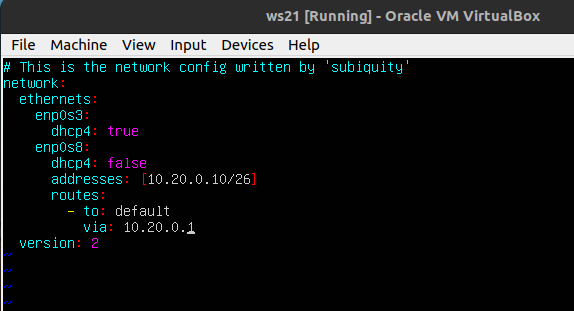 ws21 [Running] - Oracle VM VirtualBox
File Machine View Input Devices Help
# This is the network config written by 'subiquity'
network:
  ethernets:
    enp0s3:
      dhcp4: true
    enp0s8:
      dhcp4: false
      addresses: [10.20.0.10/26]
      routes:
        - to: default
          via: 10.20.0.1
  version: 2
~
~
~